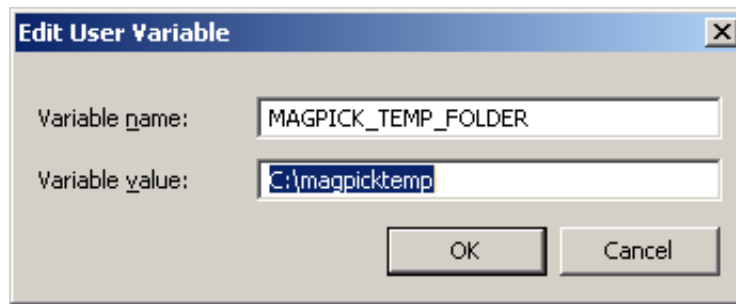 Edit User Variable
Variable name: MAGPICK_TEMP_FOLDER
Variable value: C:\magpicktemp
OK Cancel